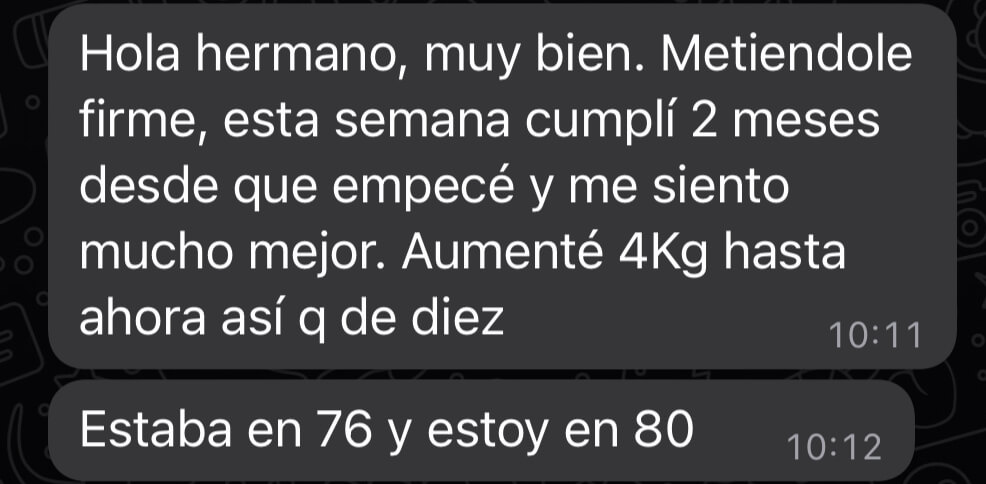 Hola hermano, muy bien. Metiendole
firme, esta semana cumplí 2 meses
desde que empecé y me siento
mucho mejor. Aumenté 4Kg hasta
ahora así q de diez
10:11
Estaba en 76 y estoy en 80
10:12